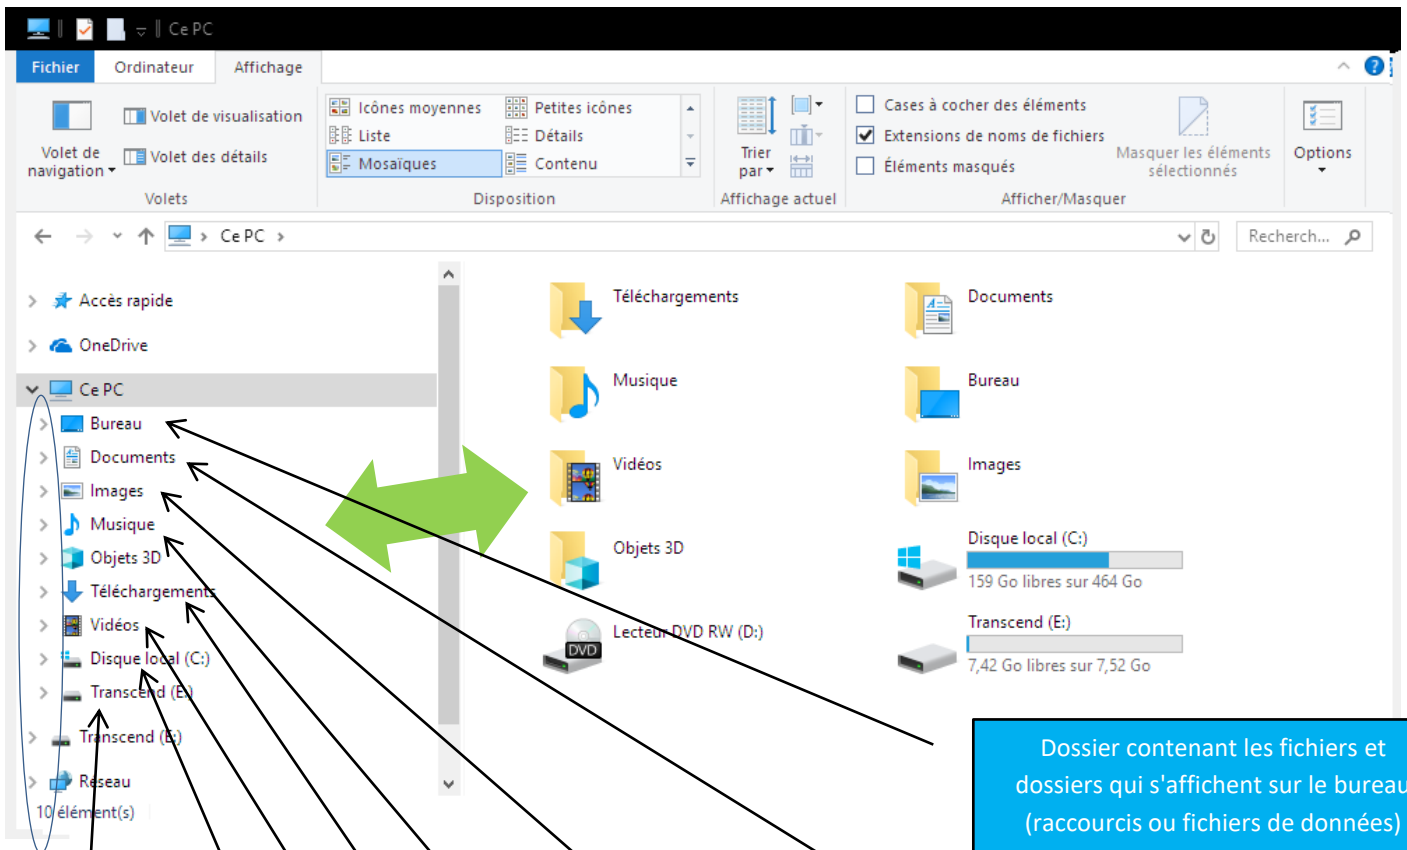 Ce PC
Fichier Ordinateur Affichage
Volet de navigation
Volet de visualisation
Volet des détails
Volets
Icônes moyennes Petites icônes
Liste Détails
Mosaïques Contenu
Disposition
Trier par
Affichage actuel
Cases à cocher des éléments
Extensions de noms de fichiers
Éléments masqués
Masquer les éléments sélectionnés
Afficher/Masquer
Options
Ce PC
Recherch...
Accès rapide
OneDrive
Ce PC
Bureau
Documents
Images
Musique
Objets 3D
Téléchargements
Vidéos
Disque local (C:)
Transcend (E:)
Transcend (E:)
Réseau
10 élément(s)
Téléchargements
Documents
Musique
Bureau
Vidéos
Images
Objets 3D
Disque local (C:)
159 Go libres sur 464 Go
Lecteur DVD RW (D:)
DVD
Transcend (E:)
7,42 Go libres sur 7,52 Go
Dossier contenant les fichiers et
dossiers qui s'affichent sur le bureau
(raccourcis ou fichiers de données)